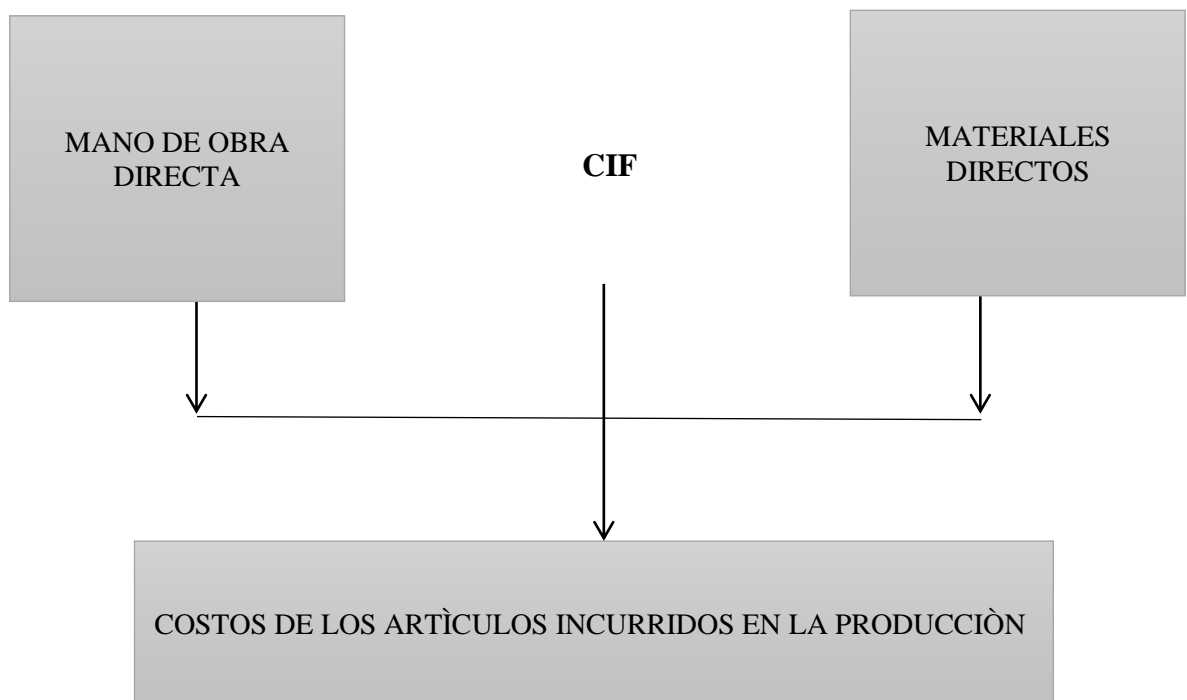 MANO DE OBRA
DIRECTA
CIF
MATERIALES
DIRECTOS
COSTOS DE LOS ARTÌCULOS INCURRIDOS EN LA PRODUCCIÒN